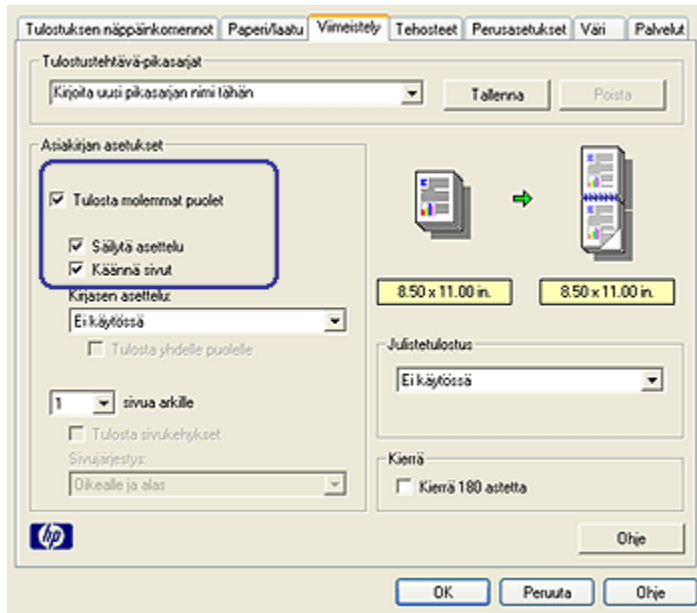 Tulostuksen näppäinkomennot Paperi/laatu Viimeistely Tehosteet Perusasetukset Väri Palvelut
Tulostustehtävä-pikasarjat
Kirjoita uusi pikasarjan nimi tähän Tallenna Poista
Asiakirjan asetukset
Tulosta molemmat puolet
Säilytä asettelu
Käännä sivut
8.50 x 11.00 in. 8.50 x 11.00 in.
Kirjasen asettelu:
Ei käytössä
Tulosta yhdelle puolelle
Julistetulostus
Ei käytössä
1 sivua arkille
Tulosta sivukehykset
Sivujärjestys:
Oikealle ja alas
Kierrä
Kierrä 180 astetta
hp
Ohje
OK Peruuta Ohje